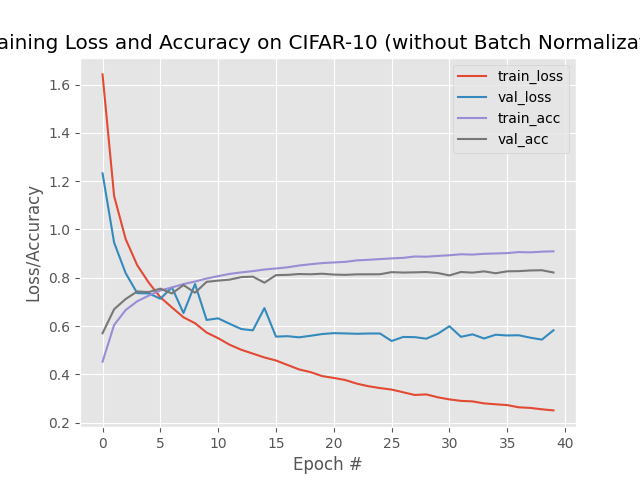 aining Loss and Accuracy on CIFAR-10 (without Batch Normaliza
train_loss
val_loss
train_acc
val_acc
1.6
1.4
1.2
1.0
0.8
0.6
0.4
0.2
Loss/Accuracy
0 5 10 15 20 25 30 35 40
Epoch #